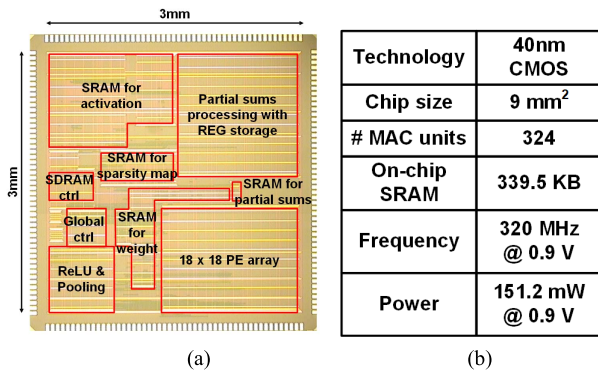 3mm
3mm
SRAM for
activation
Partial sums
processing with
REG storage
SRAM for
sparsity map
SDRAM
ctrl
SRAM for
partial sums
Global
ctrl
SRAM
for
weight
ReLU &
Pooling
18 x 18 PE array
(a)
Technology
40nm
CMOS
Chip size
9 mm²
# MAC units
324
On-chip
SRAM
339.5 KB
Frequency
320 MHz
@ 0.9 V
Power
151.2 mW
@ 0.9 V
(b)